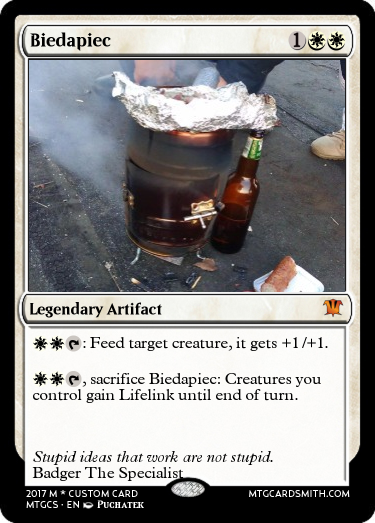 Biedapiec 1
Legendary Artifact
: Feed target creature, it gets +1/+1.
, sacrifice Biedapiec: Creatures you
control gain Lifelink until end of turn.
Stupid ideas that work are not stupid.
Badger The Specialist
2017 M * CUSTOM CARD
MTGCS · EN PUCHATEK
MTGCARDSMITH.COM